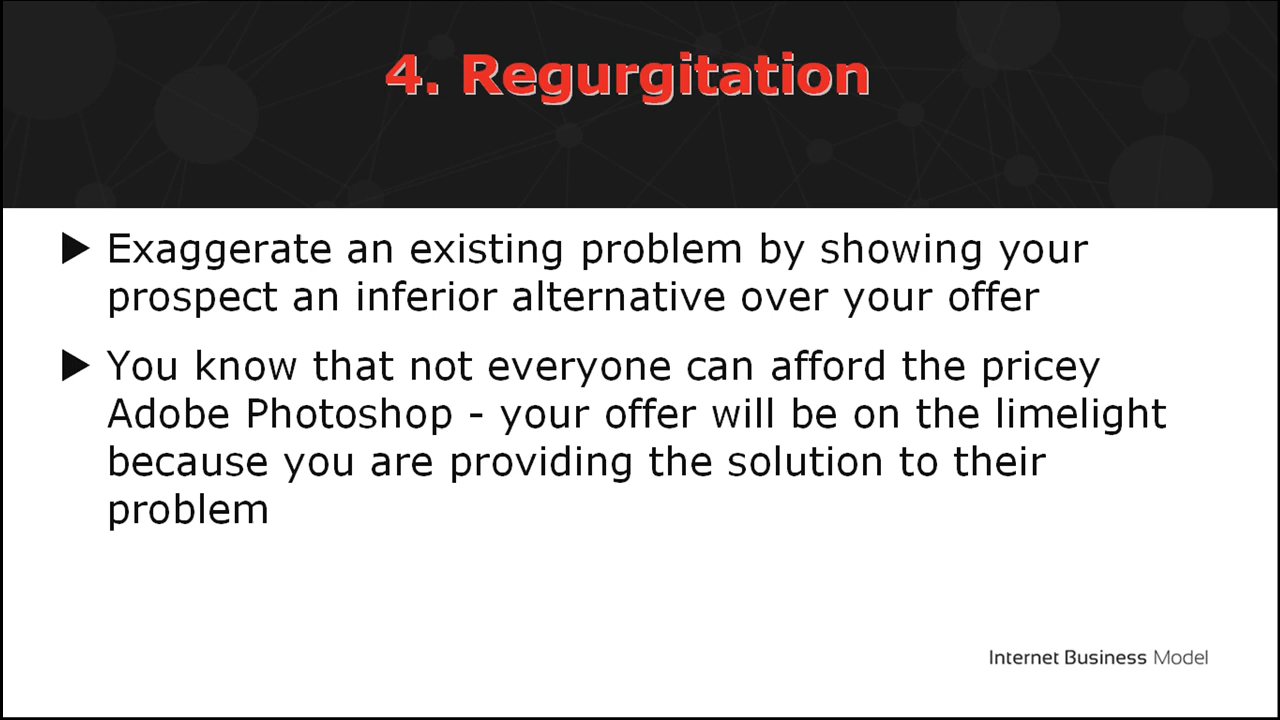 4. Regurgitation
▶ Exaggerate an existing problem by showing your
prospect an inferior alternative over your offer
▶ You know that not everyone can afford the pricey
Adobe Photoshop - your offer will be on the limelight
because you are providing the solution to their
problem
Internet Business Model